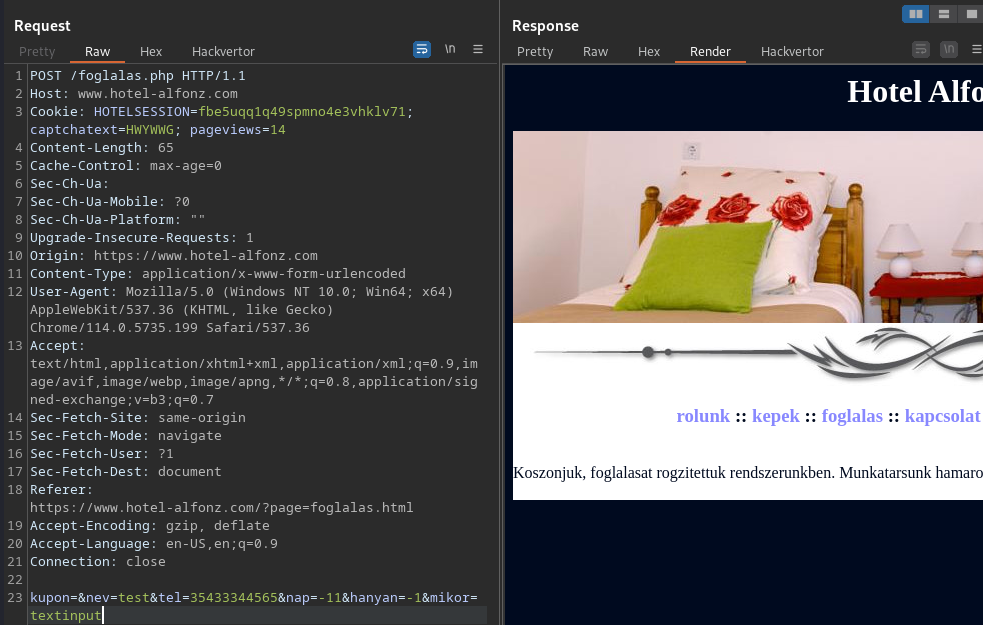 Request
Pretty Raw Hex Hackvertor \n
1 POST /foglalas.php HTTP/1.1
2 Host: www.hotel-alfonz.com
3 Cookie: HOTELSESSION=fbe5uqq1q49spmno4e3vhklv71;
captchatext=HWYWWG; pageviews=14
4 Content-Length: 65
5 Cache-Control: max-age=0
6 Sec-Ch-Ua:
7 Sec-Ch-Ua-Mobile: ?0
8 Sec-Ch-Ua-Platform: ""
9 Upgrade-Insecure-Requests: 1
10 Origin: https://www.hotel-alfonz.com
11 Content-Type: application/x-www-form-urlencoded
12 User-Agent: Mozilla/5.0 (Windows NT 10.0; Win64; x64)
AppleWebKit/537.36 (KHTML, like Gecko)
Chrome/114.0.5735.199 Safari/537.36
13 Accept:
text/html,application/xhtml+xml,application/xml;q=0.9,im
age/avif,image/webp,image/apng,*/*;q=0.8,application/sig
ned-exchange;v=b3;q=0.7
14 Sec-Fetch-Site: same-origin
15 Sec-Fetch-Mode: navigate
16 Sec-Fetch-User: ?1
17 Sec-Fetch-Dest: document
18 Referer:
https://www.hotel-alfonz.com/?page=foglalas.html
19 Accept-Encoding: gzip, deflate
20 Accept-Language: en-US,en;q=0.9
21 Connection: close
22
23 kupon=&nev=test&tel=35433344565&nap=-11&hanyan=-1&mikor=
textinput
Response
Pretty Raw Hex Render Hackvertor \n
Hotel Alfo
rolunk :: kepek :: foglalas :: kapcsolat
Koszonjuk, foglalasat rogzitettuk rendszerunkben. Munkatarsunk hamaro